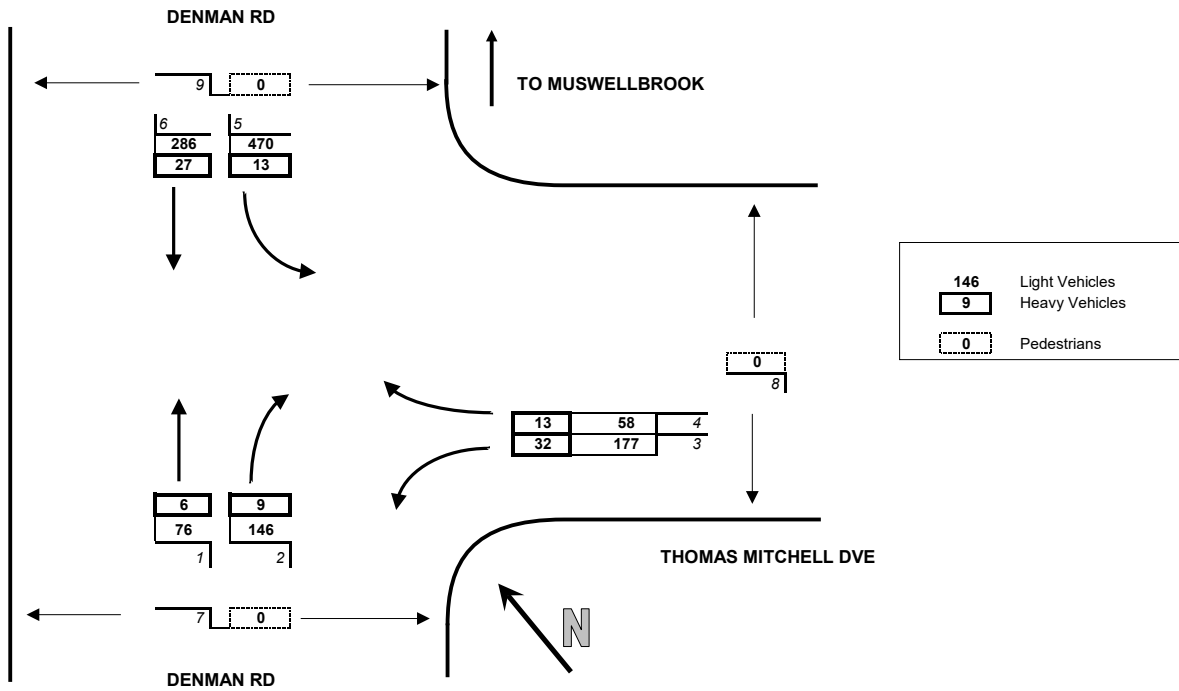 DENMAN RD
9 0
TO MUSWELLBROOK
6 5
286 470
27 13
146 Light Vehicles
9 Heavy Vehicles
0 Pedestrians
0
8
13 58 4
32 177 3
6 9
76 146
1 2
THOMAS MITCHELL DVE
7 0
N
DENMAN RD